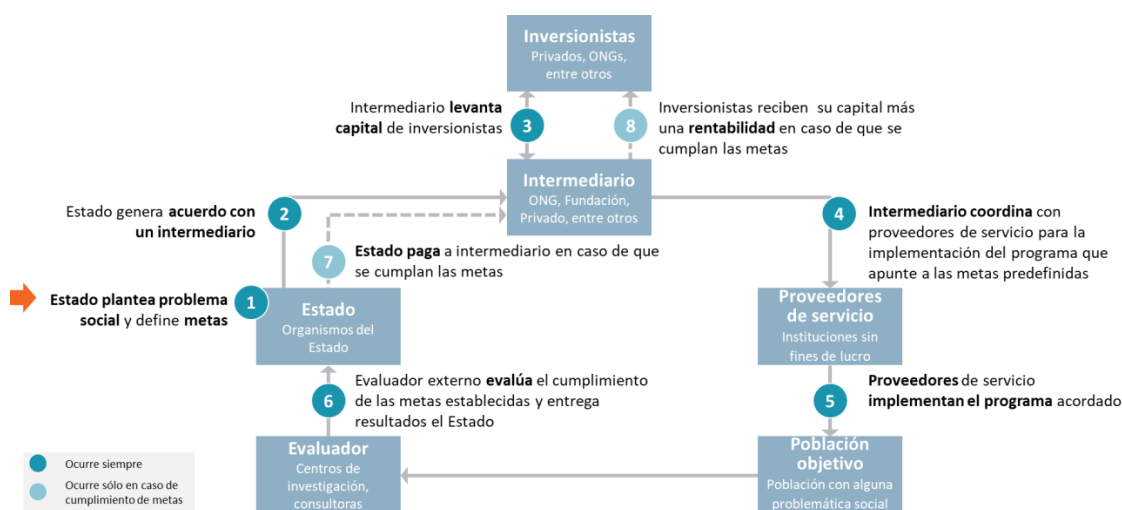 Inversionistas
Privados, ONGs,
entre otros
Intermediario levanta
capital de inversionistas
3
8
Inversionistas reciben su capital más
una rentabilidad en caso de que se
cumplan las metas
Intermediario
ONG, Fundación,
Privado, entre otros
Estado genera acuerdo con
un intermediario
2
4
Intermediario coordina con
proveedores de servicio para la
implementación del programa que
apunte a las metas predefinidas
7
Estado paga a intermediario en caso de que
se cumplan las metas
Estado plantea problema
social y define metas
1
Estado
Organismos del
Estado
Proveedores
de servicio
Instituciones sin
fines de lucro
6
Evaluador externo evalúa el cumplimiento
de las metas establecidas y entrega
resultados el Estado
5
Proveedores de servicio
implementan el programa acordado
Evaluador
Centros de
investigación,
consultoras
Población
objetivo
Población con alguna
problemática social
Ocurre siempre
Ocurre sólo en caso de
cumplimiento de metas